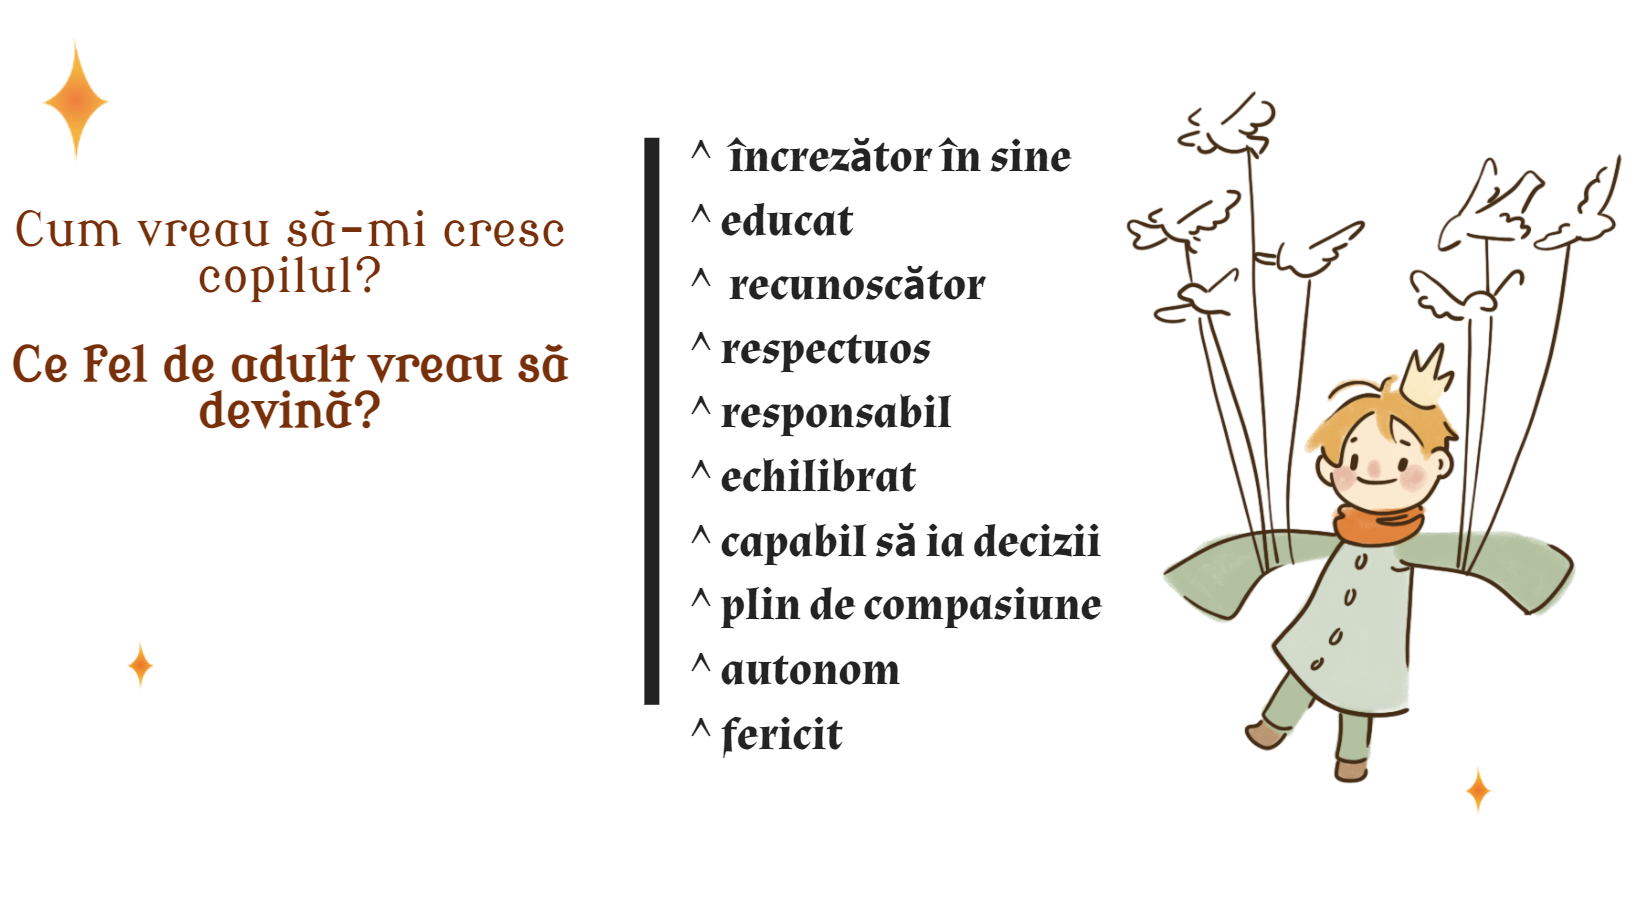 Cum vreau să-mi cresc
copilul?
Ce Fel de adult vreau să
devină?
^ încrezător în sine
^ educat
^ recunoscător
^ respectuos
^ responsabil
^ echilibrat
^ capabil să ia decizii
^ plin de compasiune
^ autonom
^ fericit